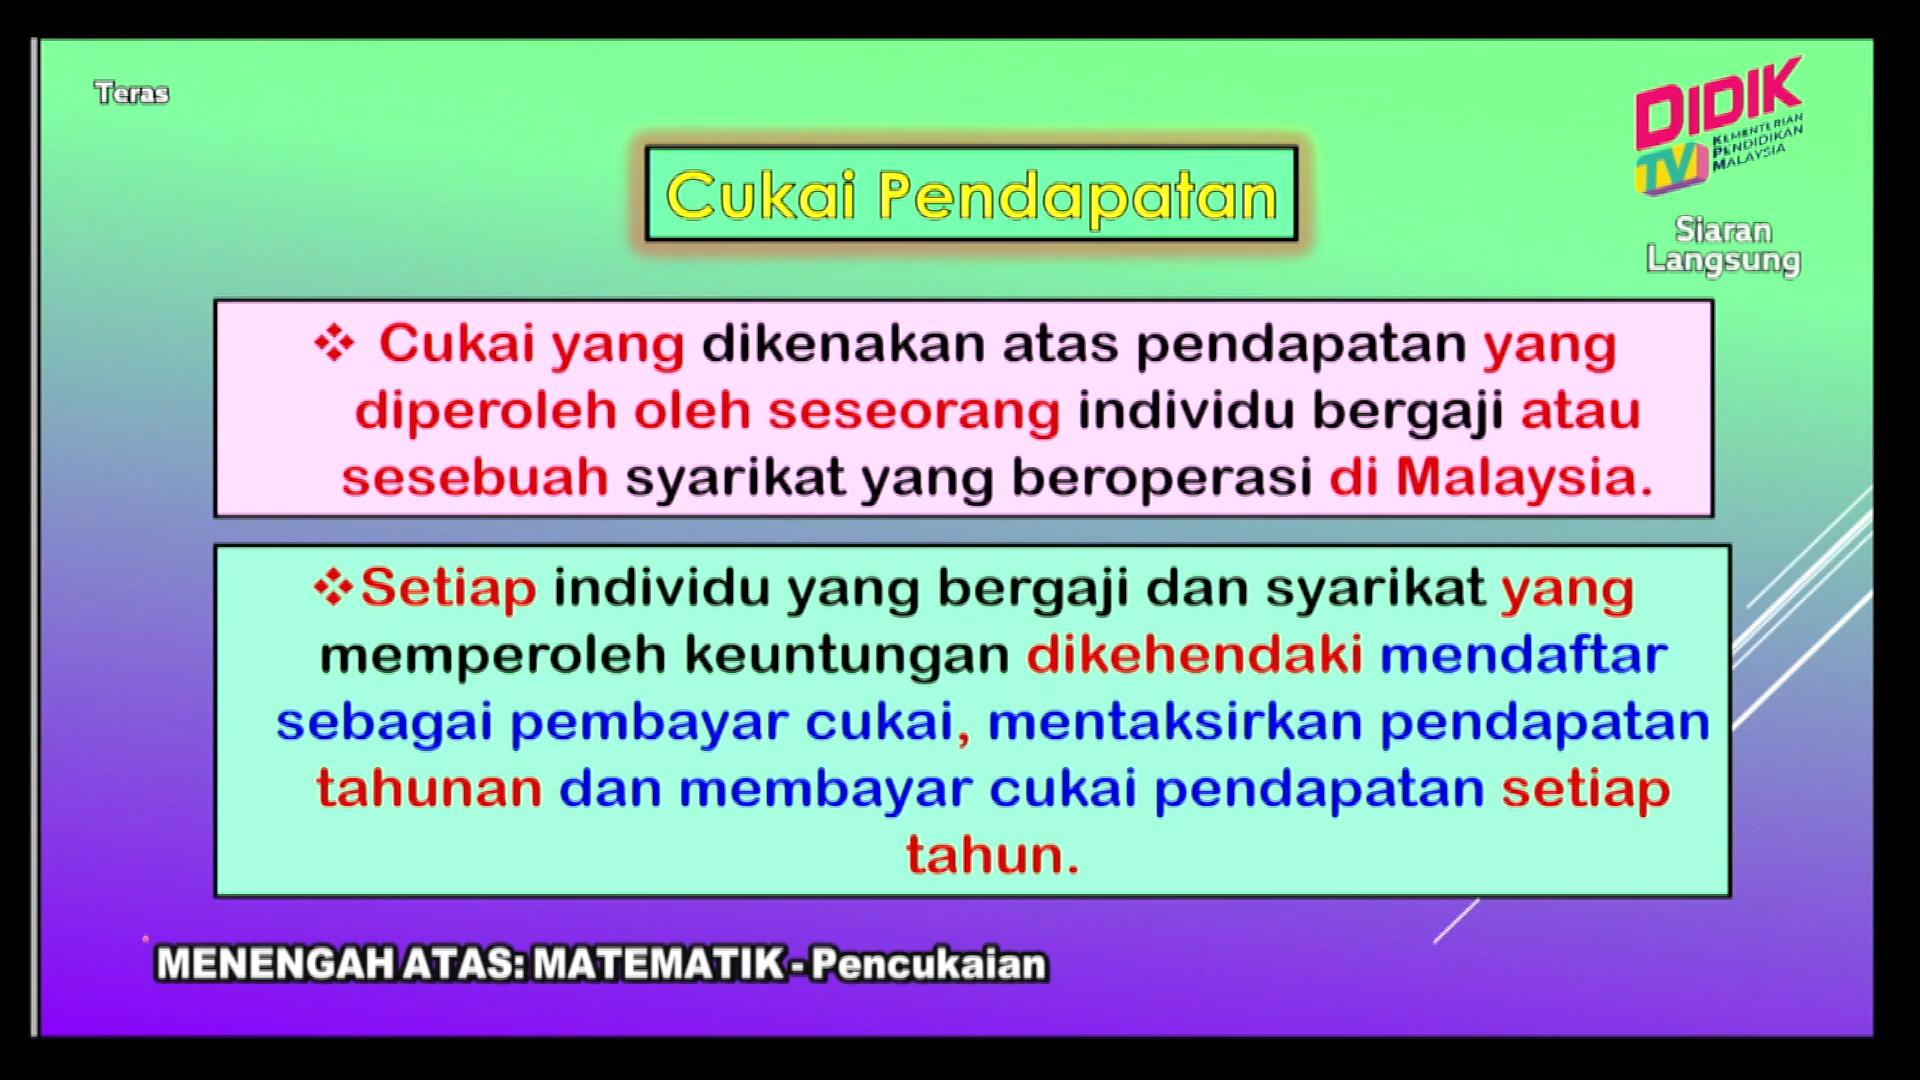 Teras
DIDIK
TV
KEMENTERIAN
PENDIDIKAN
MALAYSIA
Siaran
Langsung
Cukai Pendapatan
❖ Cukai yang dikenakan atas pendapatan yang
diperoleh oleh seseorang individu bergaji atau
sesebuah syarikat yang beroperasi di Malaysia.
❖Setiap individu yang bergaji dan syarikat yang
memperoleh keuntungan dikehendaki mendaftar
sebagai pembayar cukai, mentaksirkan pendapatan
tahunan dan membayar cukai pendapatan setiap
tahun.
MENENGAH ATAS: MATEMATIK - Pencukaian